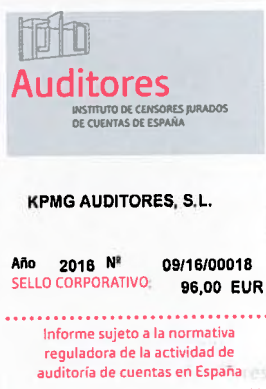 Auditores
INSTITUTO DE CENSORES JURADOS
DE CUENTAS DE ESPAÑA
KPMG AUDITORES, S.L.
Año 2016 Nº 09/16/00018
SELLO CORPORATIVO: 96,00 EUR
Informe sujeto a la normativa
reguladora de la actividad de
auditoría de cuentas en España